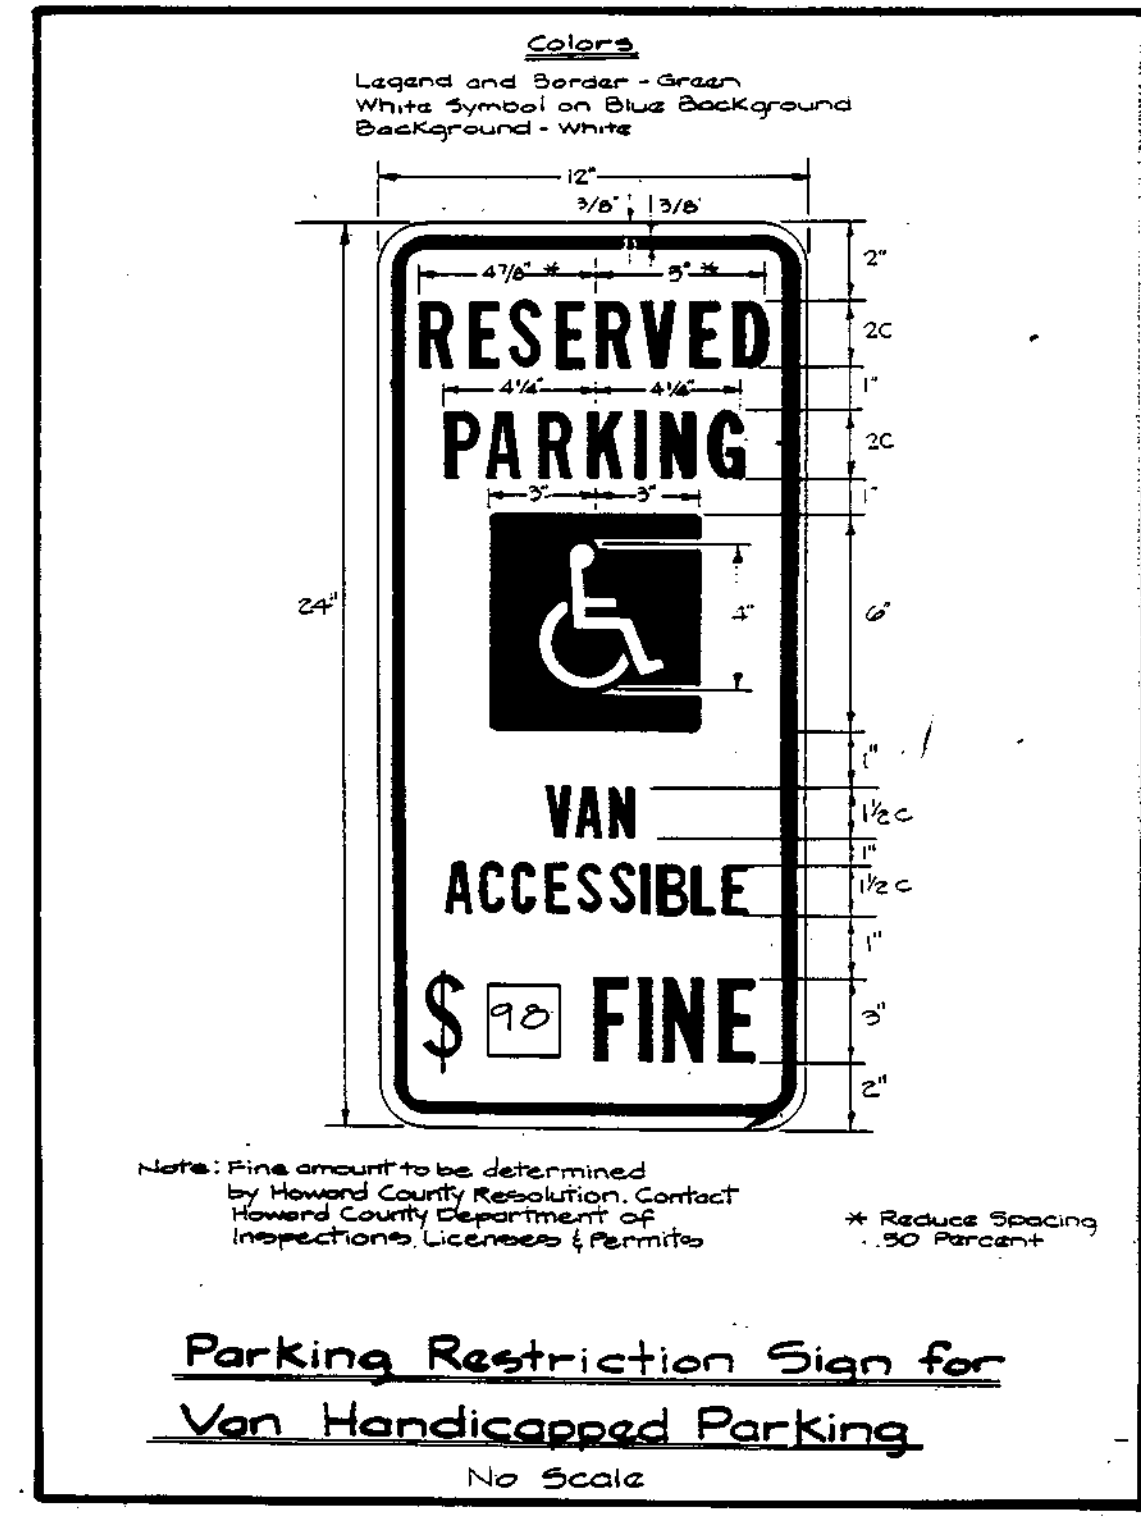 Colors
Legend and Border - Green
White Symbol on Blue Background
Background - White
12"
3/8" 3/8"
2"
4 7/8" * 5" *
RESERVED
2C
4 1/4" 4 1/4"
1"
PARKING
2C
3" 3"
1"
24"
4"
6"
1"
VAN
1 1/2 C
1"
ACCESSIBLE
1 1/2 C
1"
$ 98 FINE
3"
2"
Note: Fine amount to be determined
by Howard County Resolution. Contact
Howard County Department of
Inspections, Licenses & Permits
* Reduce Spacing
50 Percent
Parking Restriction Sign for
Van Handicapped Parking
No Scale